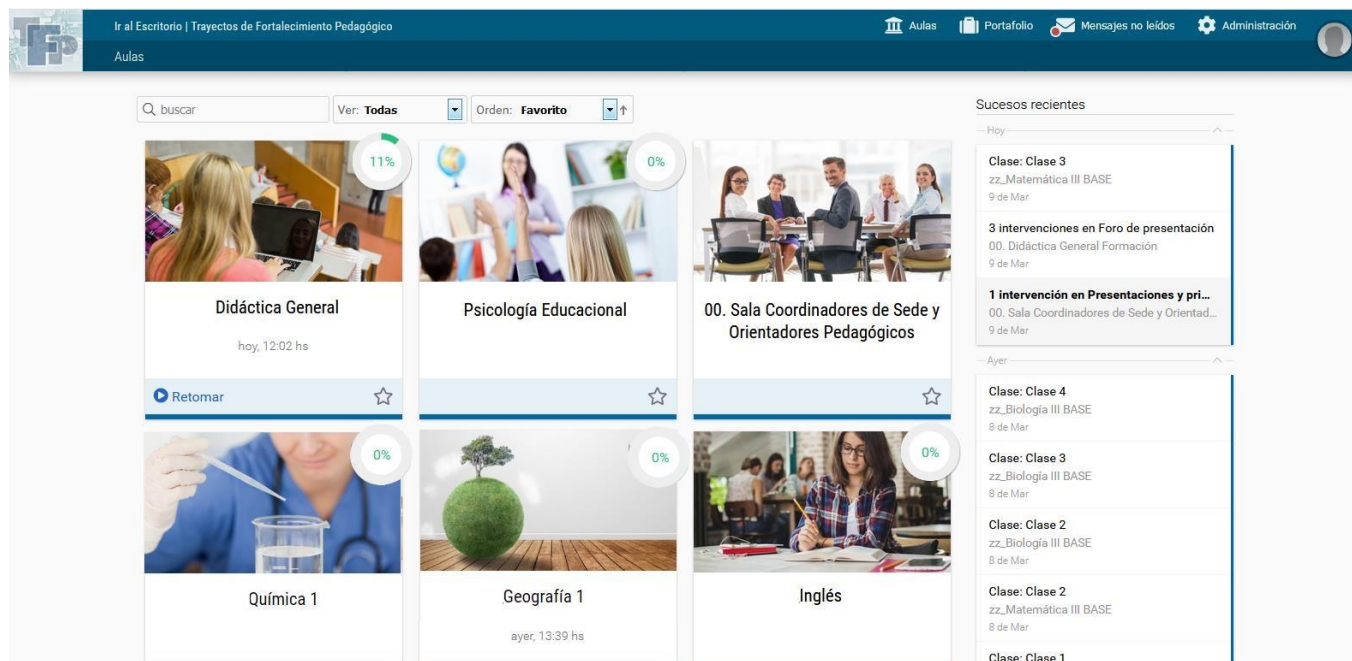 TFP
Ir al Escritorio | Trayectos de Fortalecimiento Pedagógico
Aulas
Portafolio
Mensajes no leídos
Administración
Aulas
buscar
Ver: Todas
Orden: Favorito
11%
Didáctica General
hoy, 12:02 hs
Retomar
0%
Psicología Educacional
00. Sala Coordinadores de Sede y
Orientadores Pedagógicos
0%
Química 1
0%
Geografía 1
ayer, 13:39 hs
0%
Inglés
Sucesos recientes
Hoy
Clase: Clase 3
zz_Matemática III BASE
9 de Mar
3 intervenciones en Foro de presentación
00. Didáctica General Formación
9 de Mar
1 intervención en Presentaciones y pri...
00. Sala Coordinadores de Sede y Orientad...
9 de Mar
Ayer
Clase: Clase 4
zz_Biología III BASE
8 de Mar
Clase: Clase 3
zz_Biología III BASE
8 de Mar
Clase: Clase 2
zz_Biología III BASE
8 de Mar
Clase: Clase 2
zz_Matemática III BASE
8 de Mar
Clase: Clase 1